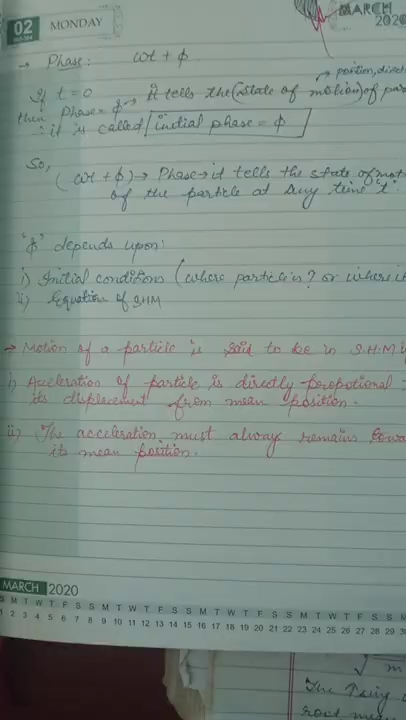 02 MONDAY
MARCH
2020
→ Phase: ωt + φ
→ position, direct
If t = 0 → It tells the (state of motion) of par
then Phase = φ
∴ it is called initial phase = φ
So,
(ωt + φ) → Phase → it tells the state of mot
of the particle at any time 't'.
'φ' depends upon:
i) Initial conditions (where particle is? or where it
ii) Equation of SHM
→ Motion of a particle is said to be in S.H.M i
i) Accleration of particle is directly propotional
its displacement from mean position.
ii) The acceleration must always remains towa
its mean position.
MARCH 2020
S M T W T F S S M T W T F S S M T W T F S S M T W T F S S M
1 2 3 4 5 6 7 8 9 10 11 12 13 14 15 16 17 18 19 20 21 22 23 24 25 26 27 28 29 30
√m
The
root mea